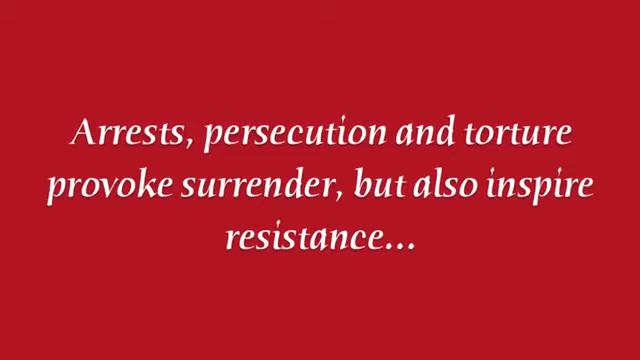 Arrests, persecution and torture
provoke surrender, but also inspire
resistance...